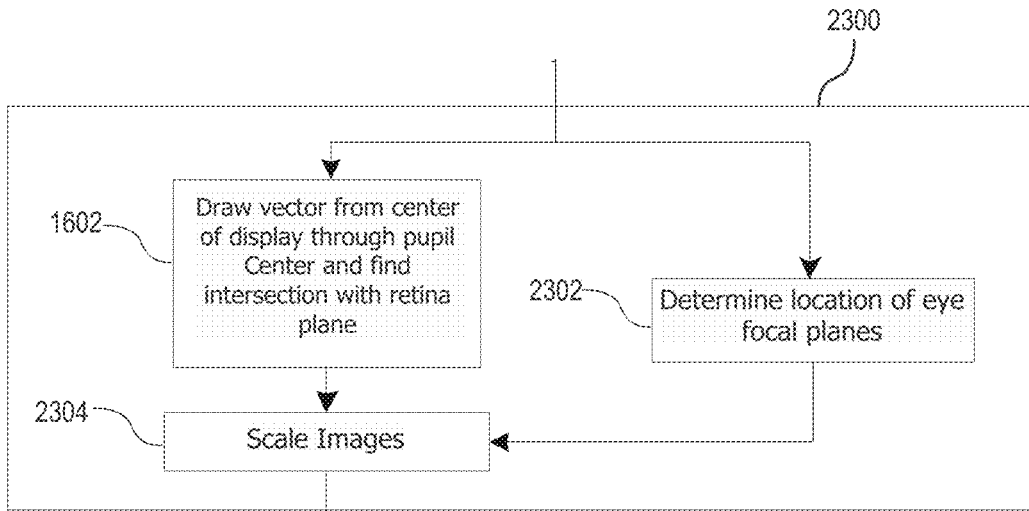 2300
1602
Draw vector from center
of display through pupil
Center and find
intersection with retina
plane
2302
Determine location of eye
focal planes
2304
Scale Images